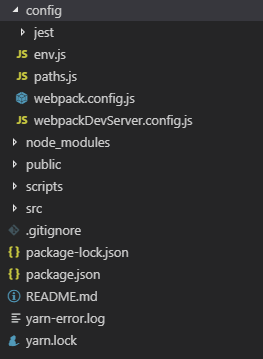 config
jest
JS env.js
JS paths.js
webpack.config.js
JS webpackDevServer.config.js
node_modules
public
scripts
src
.gitignore
{} package-lock.json
{} package.json
README.md
yarn-error.log
yarn.lock